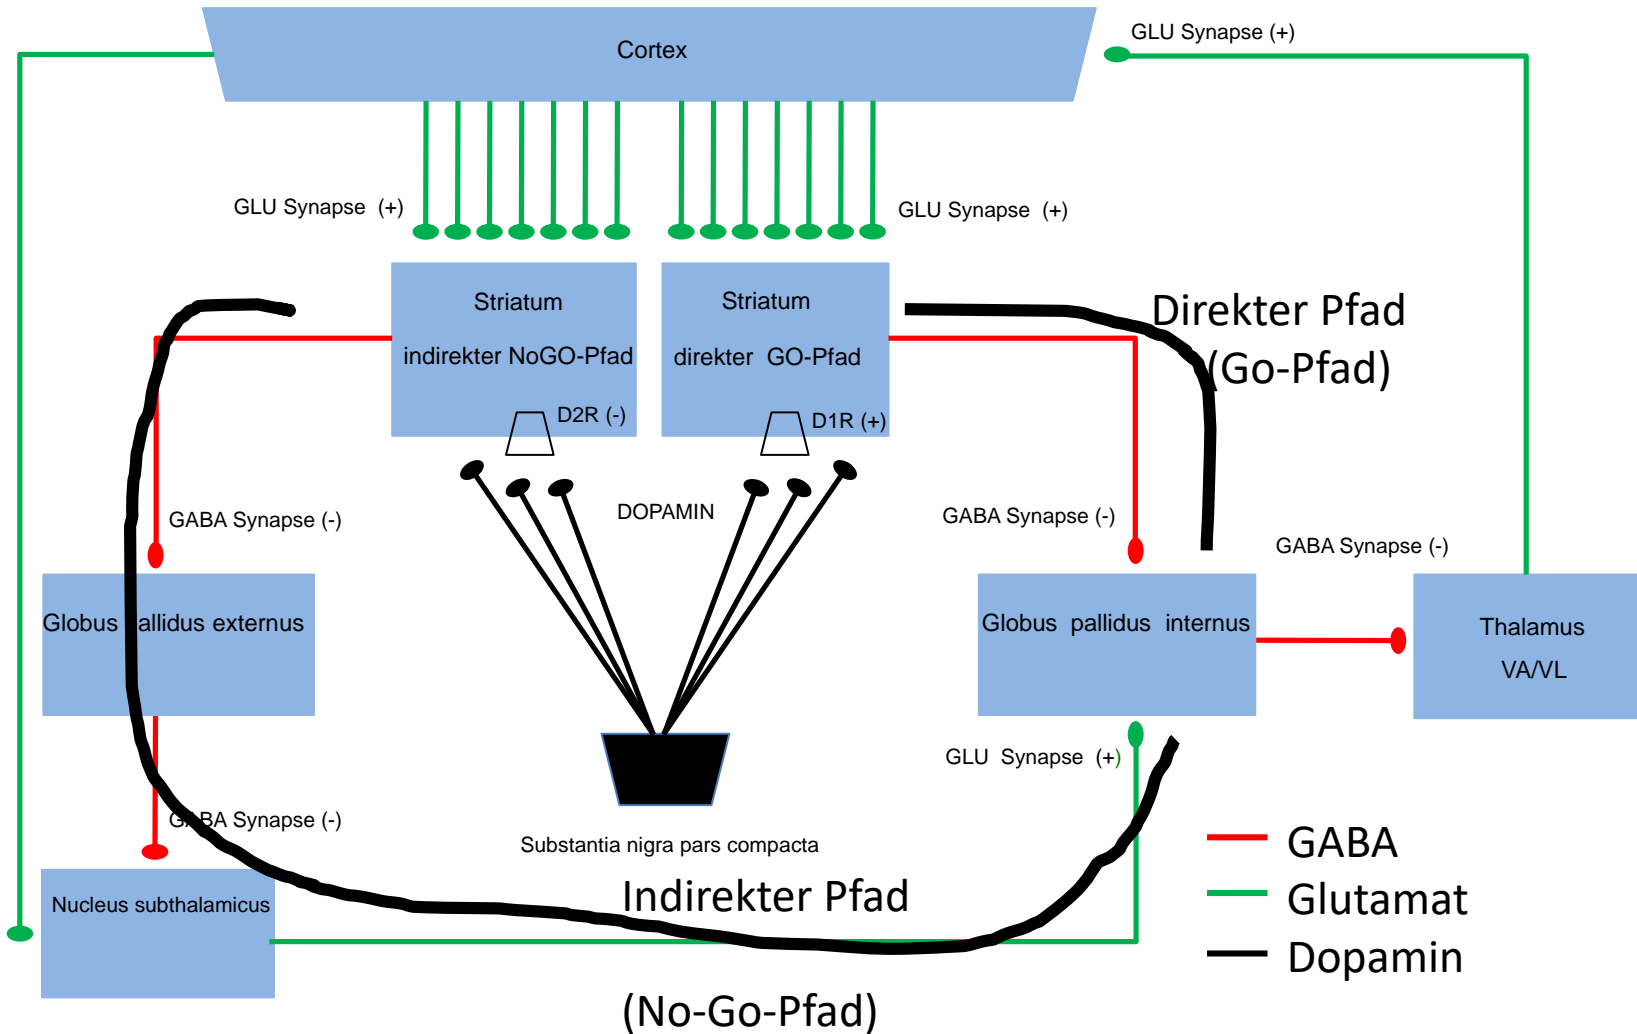 Cortex
GLU Synapse (+)
GLU Synapse (+)
GLU Synapse (+)
Striatum
indirekter NoGO-Pfad
D2R (-)
Striatum
direkter GO-Pfad
D1R (+)
Direkter Pfad
(Go-Pfad)
GABA Synapse (-)
DOPAMIN
GABA Synapse (-)
GABA Synapse (-)
Globus allidus externus
Globus pallidus internus
Thalamus
VA/VL
GLU Synapse (+)
GABA Synapse (-)
Substantia nigra pars compacta
Nucleus subthalamicus
Indirekter Pfad
(No-Go-Pfad)
GABA
Glutamat
Dopamin